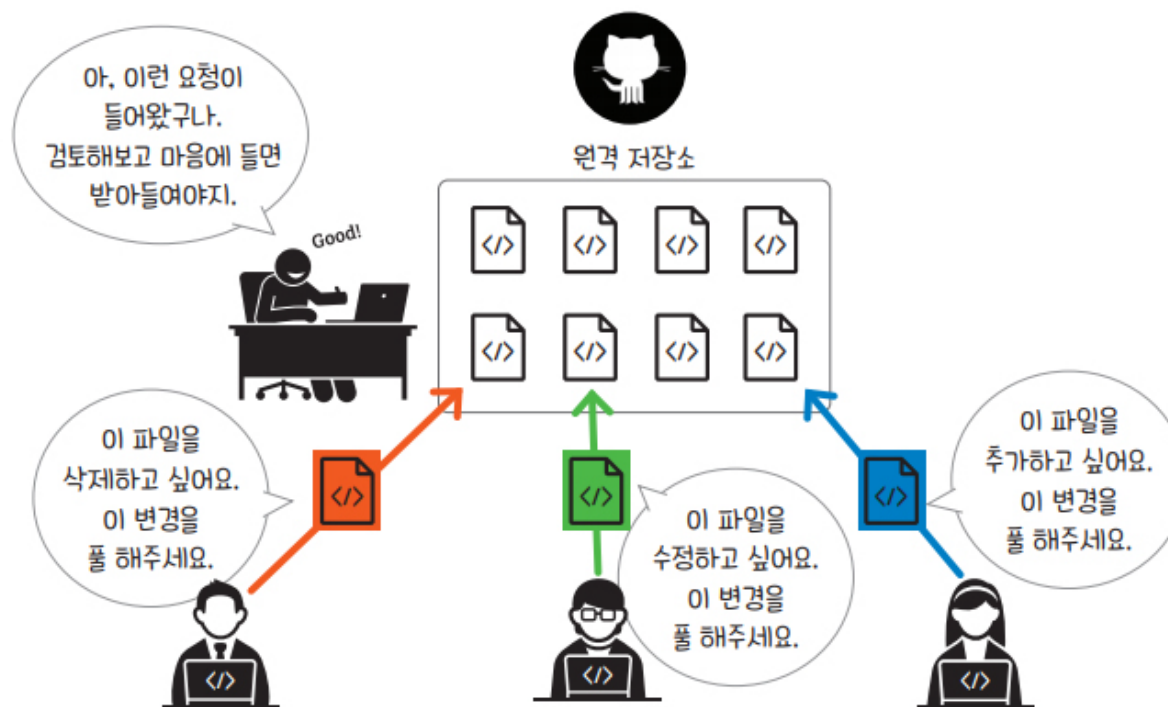 아, 이런 요청이
들어왔구나.
검토해보고 마음에 들면
받아들여야지.
원격 저장소
Good!
</>
</>
</>
</>
</>
</>
</>
</>
이 파일을
삭제하고 싶어요.
이 변경을
풀 해주세요.
</>
</>
이 파일을
수정하고 싶어요.
이 변경을
풀 해주세요.
</>
이 파일을
추가하고 싶어요.
이 변경을
풀 해주세요.
</>
</>
</>